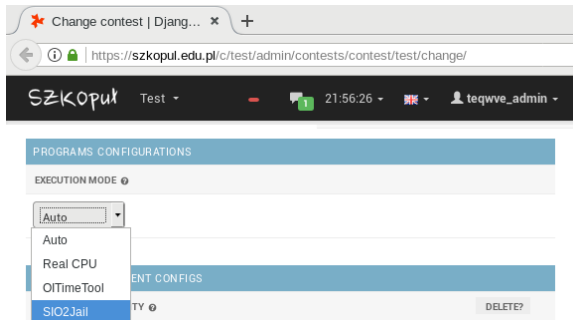 Change contest | Djang… ×
https://szkopul.edu.pl/c/test/admin/contests/contest/test/change/
SZKOpuł Test 1 21:56:26 teqwve_admin
PROGRAMS CONFIGURATIONS
EXECUTION MODE
Auto
Auto
Real CPU
OITimeTool
SIO2Jail
ENT CONFIGS
TY DELETE?